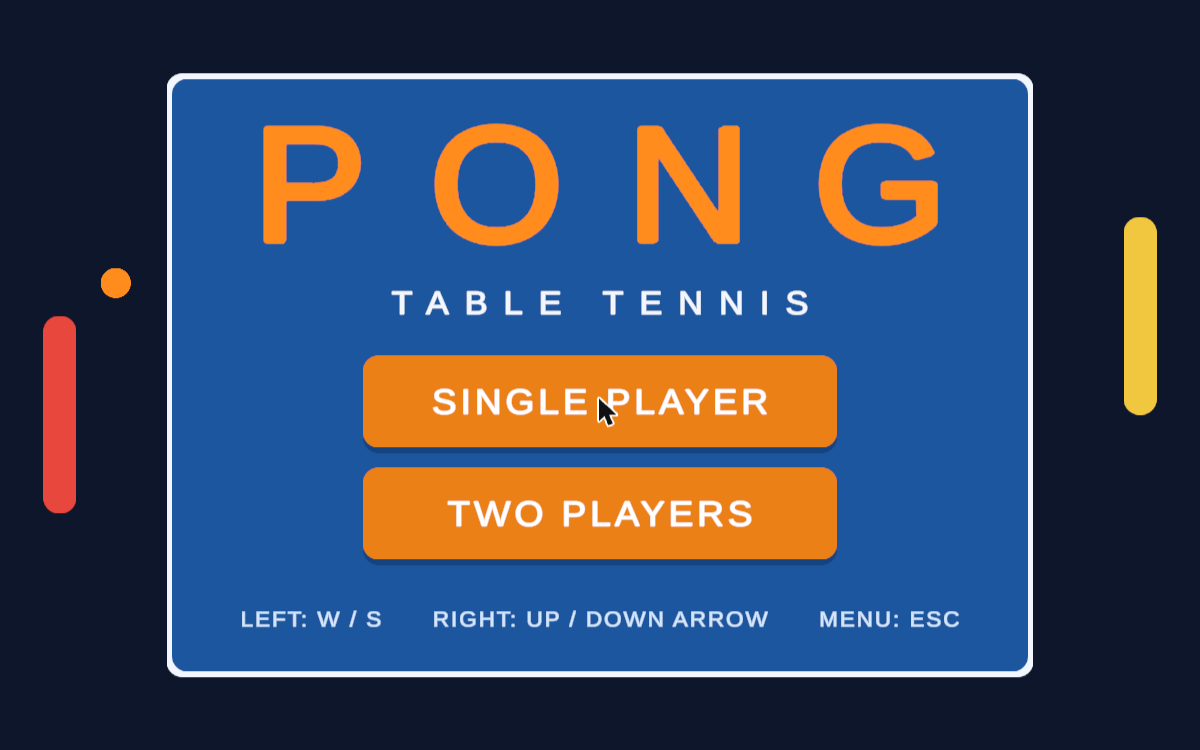 PONG
TABLE TENNIS
SINGLE PLAYER
TWO PLAYERS
LEFT: W / S RIGHT: UP / DOWN ARROW MENU: ESC